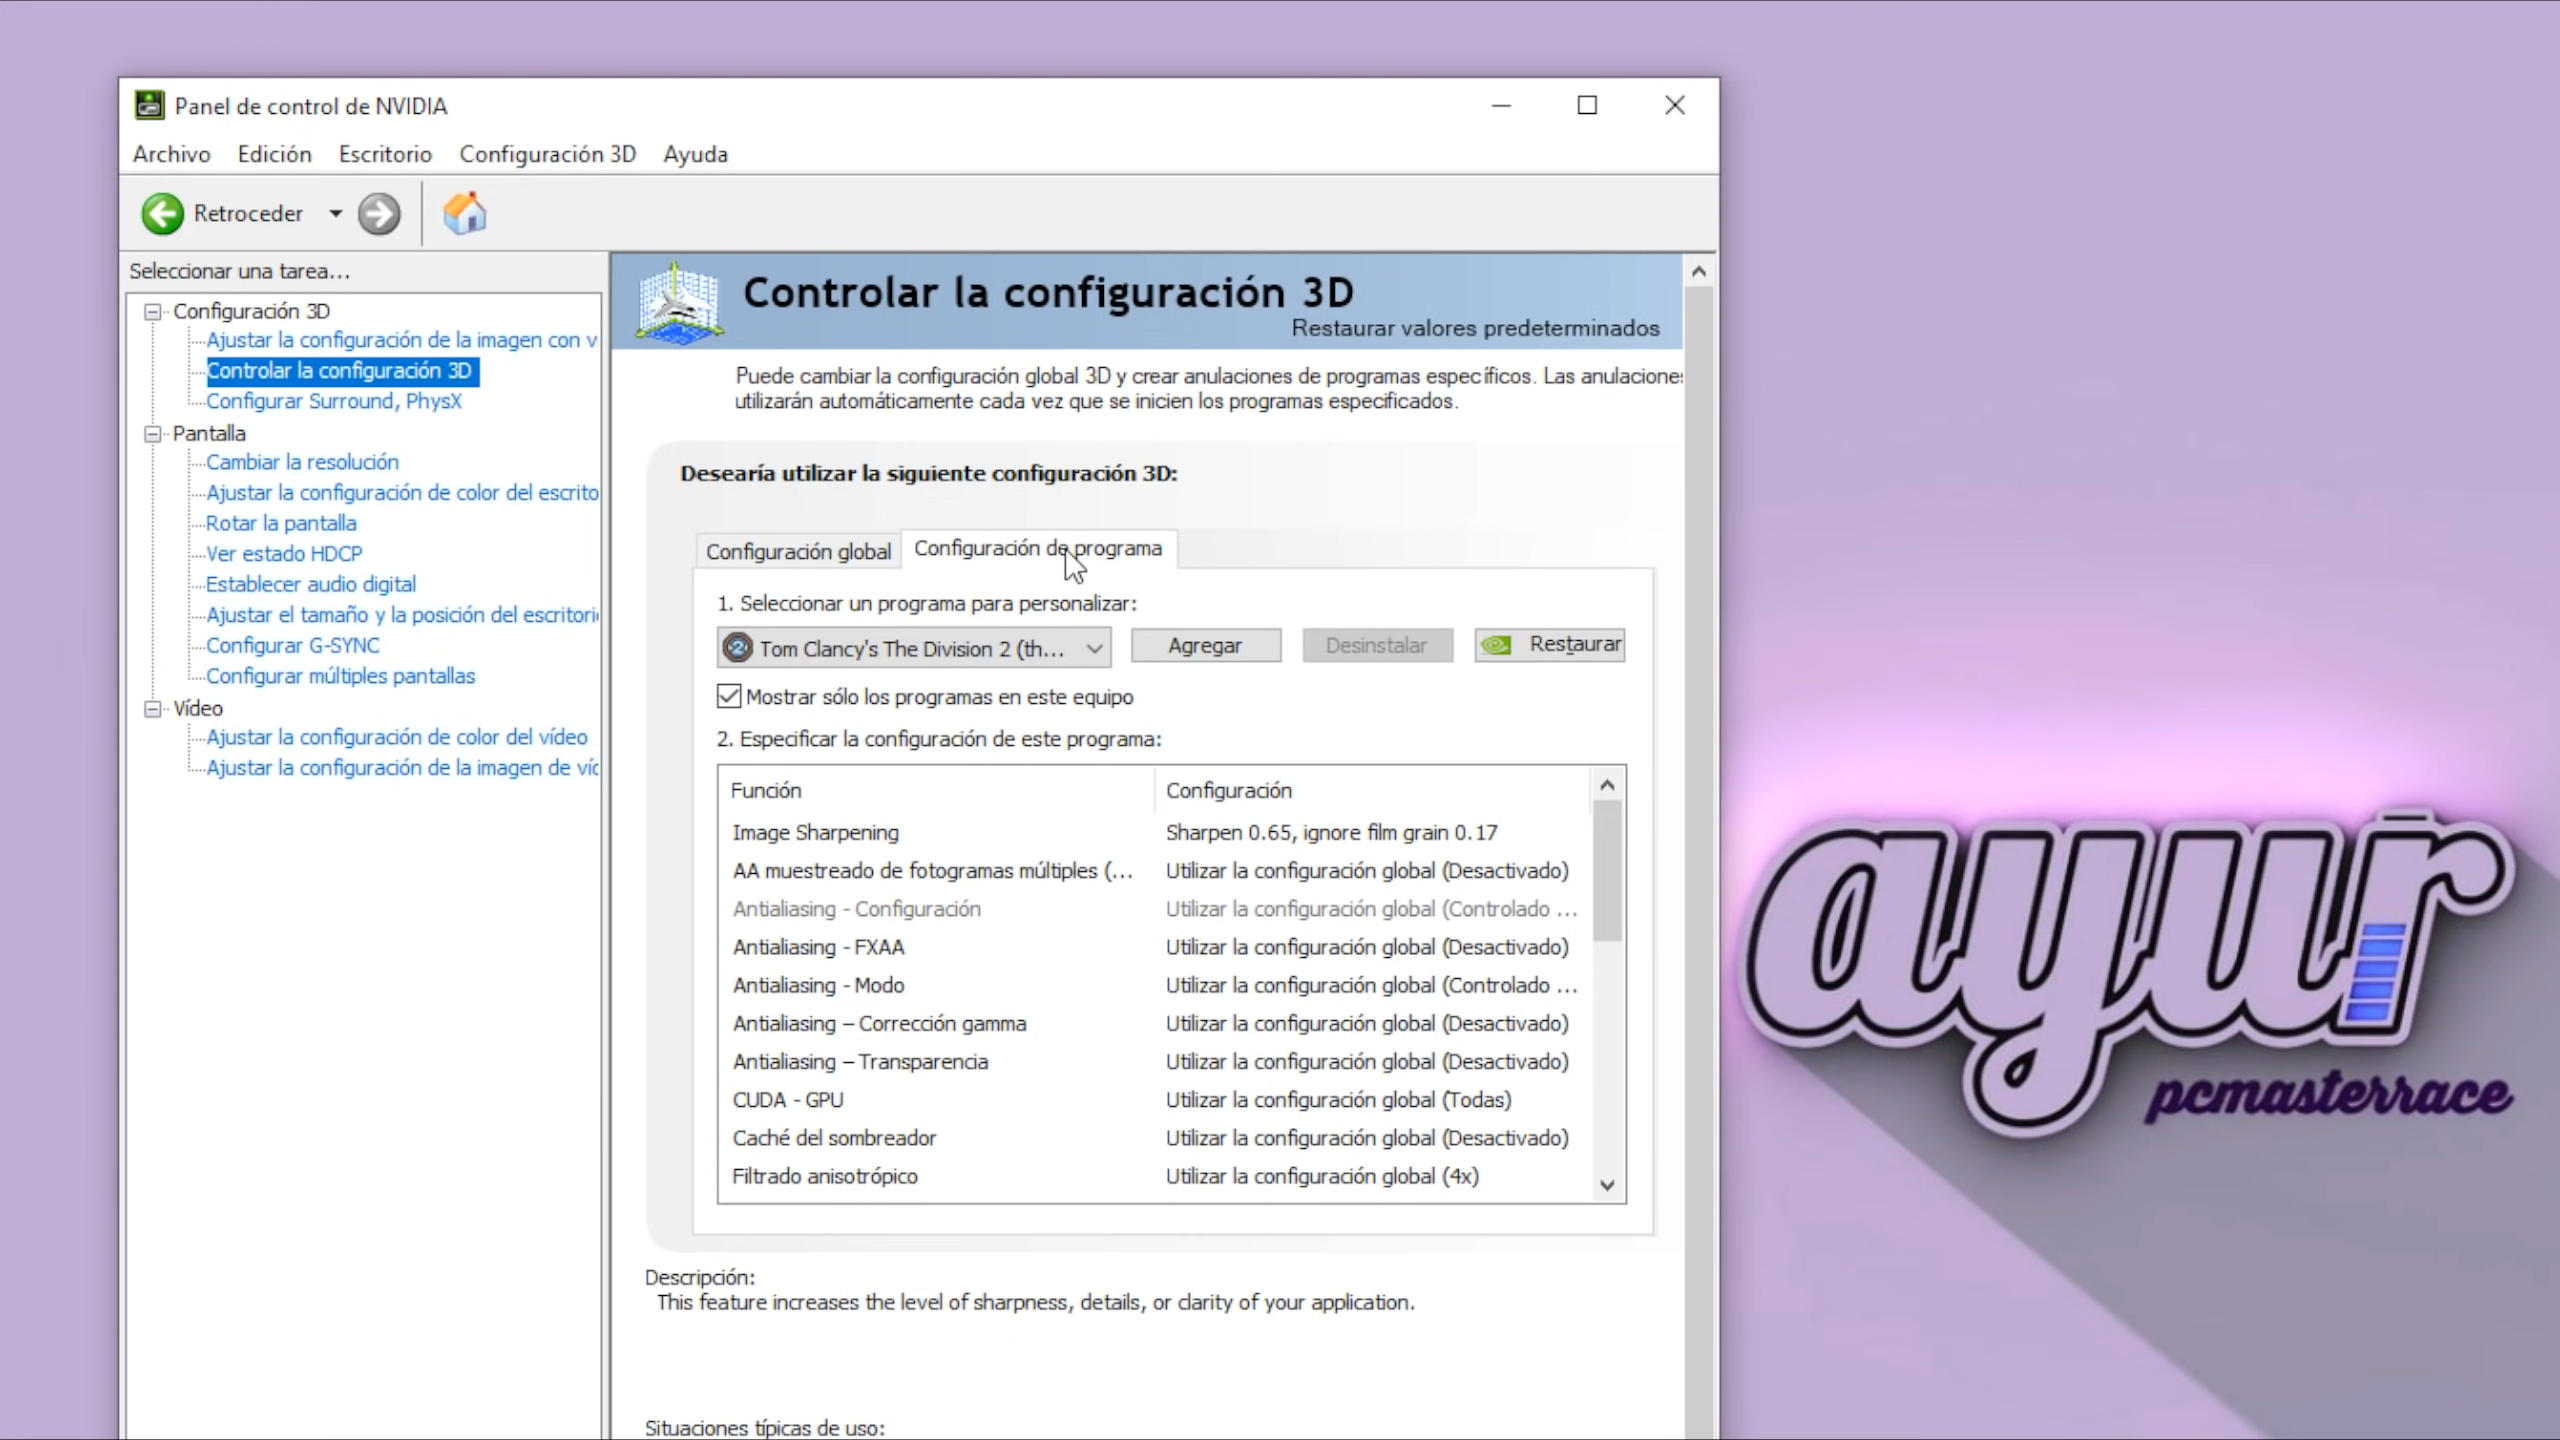 Panel de control de NVIDIA
Archivo Edición Escritorio Configuración 3D Ayuda
Retroceder
Seleccionar una tarea...
Configuración 3D
Ajustar la configuración de la imagen con v
Controlar la configuración 3D
Configurar Surround, PhysX
Pantalla
Cambiar la resolución
Ajustar la configuración de color del escrito
Rotar la pantalla
Ver estado HDCP
Establecer audio digital
Ajustar el tamaño y la posición del escritori
Configurar G-SYNC
Configurar múltiples pantallas
Vídeo
Ajustar la configuración de color del vídeo
Ajustar la configuración de la imagen de víd
Controlar la configuración 3D
Restaurar valores predeterminados
Puede cambiar la configuración global 3D y crear anulaciones de programas específicos. Las anulaciones
utilizarán automáticamente cada vez que se inicien los programas especificados.
Desearía utilizar la siguiente configuración 3D:
Configuración global Configuración de programa
1. Seleccionar un programa para personalizar:
Tom Clancy's The Division 2 (th... Agregar Desinstalar Restaurar
Mostrar sólo los programas en este equipo
2. Especificar la configuración de este programa:
Función Configuración
Image Sharpening Sharpen 0.65, ignore film grain 0.17
AA muestreado de fotogramas múltiples (... Utilizar la configuración global (Desactivado)
Antialiasing - Configuración Utilizar la configuración global (Controlado ...
Antialiasing - FXAA Utilizar la configuración global (Desactivado)
Antialiasing - Modo Utilizar la configuración global (Controlado ...
Antialiasing – Corrección gamma Utilizar la configuración global (Desactivado)
Antialiasing – Transparencia Utilizar la configuración global (Desactivado)
CUDA - GPU Utilizar la configuración global (Todas)
Caché del sombreador Utilizar la configuración global (Desactivado)
Filtrado anisotrópico Utilizar la configuración global (4x)
Descripción:
This feature increases the level of sharpness, details, or clarity of your application.
Situaciones típicas de uso:
ayur
pcmasterrace